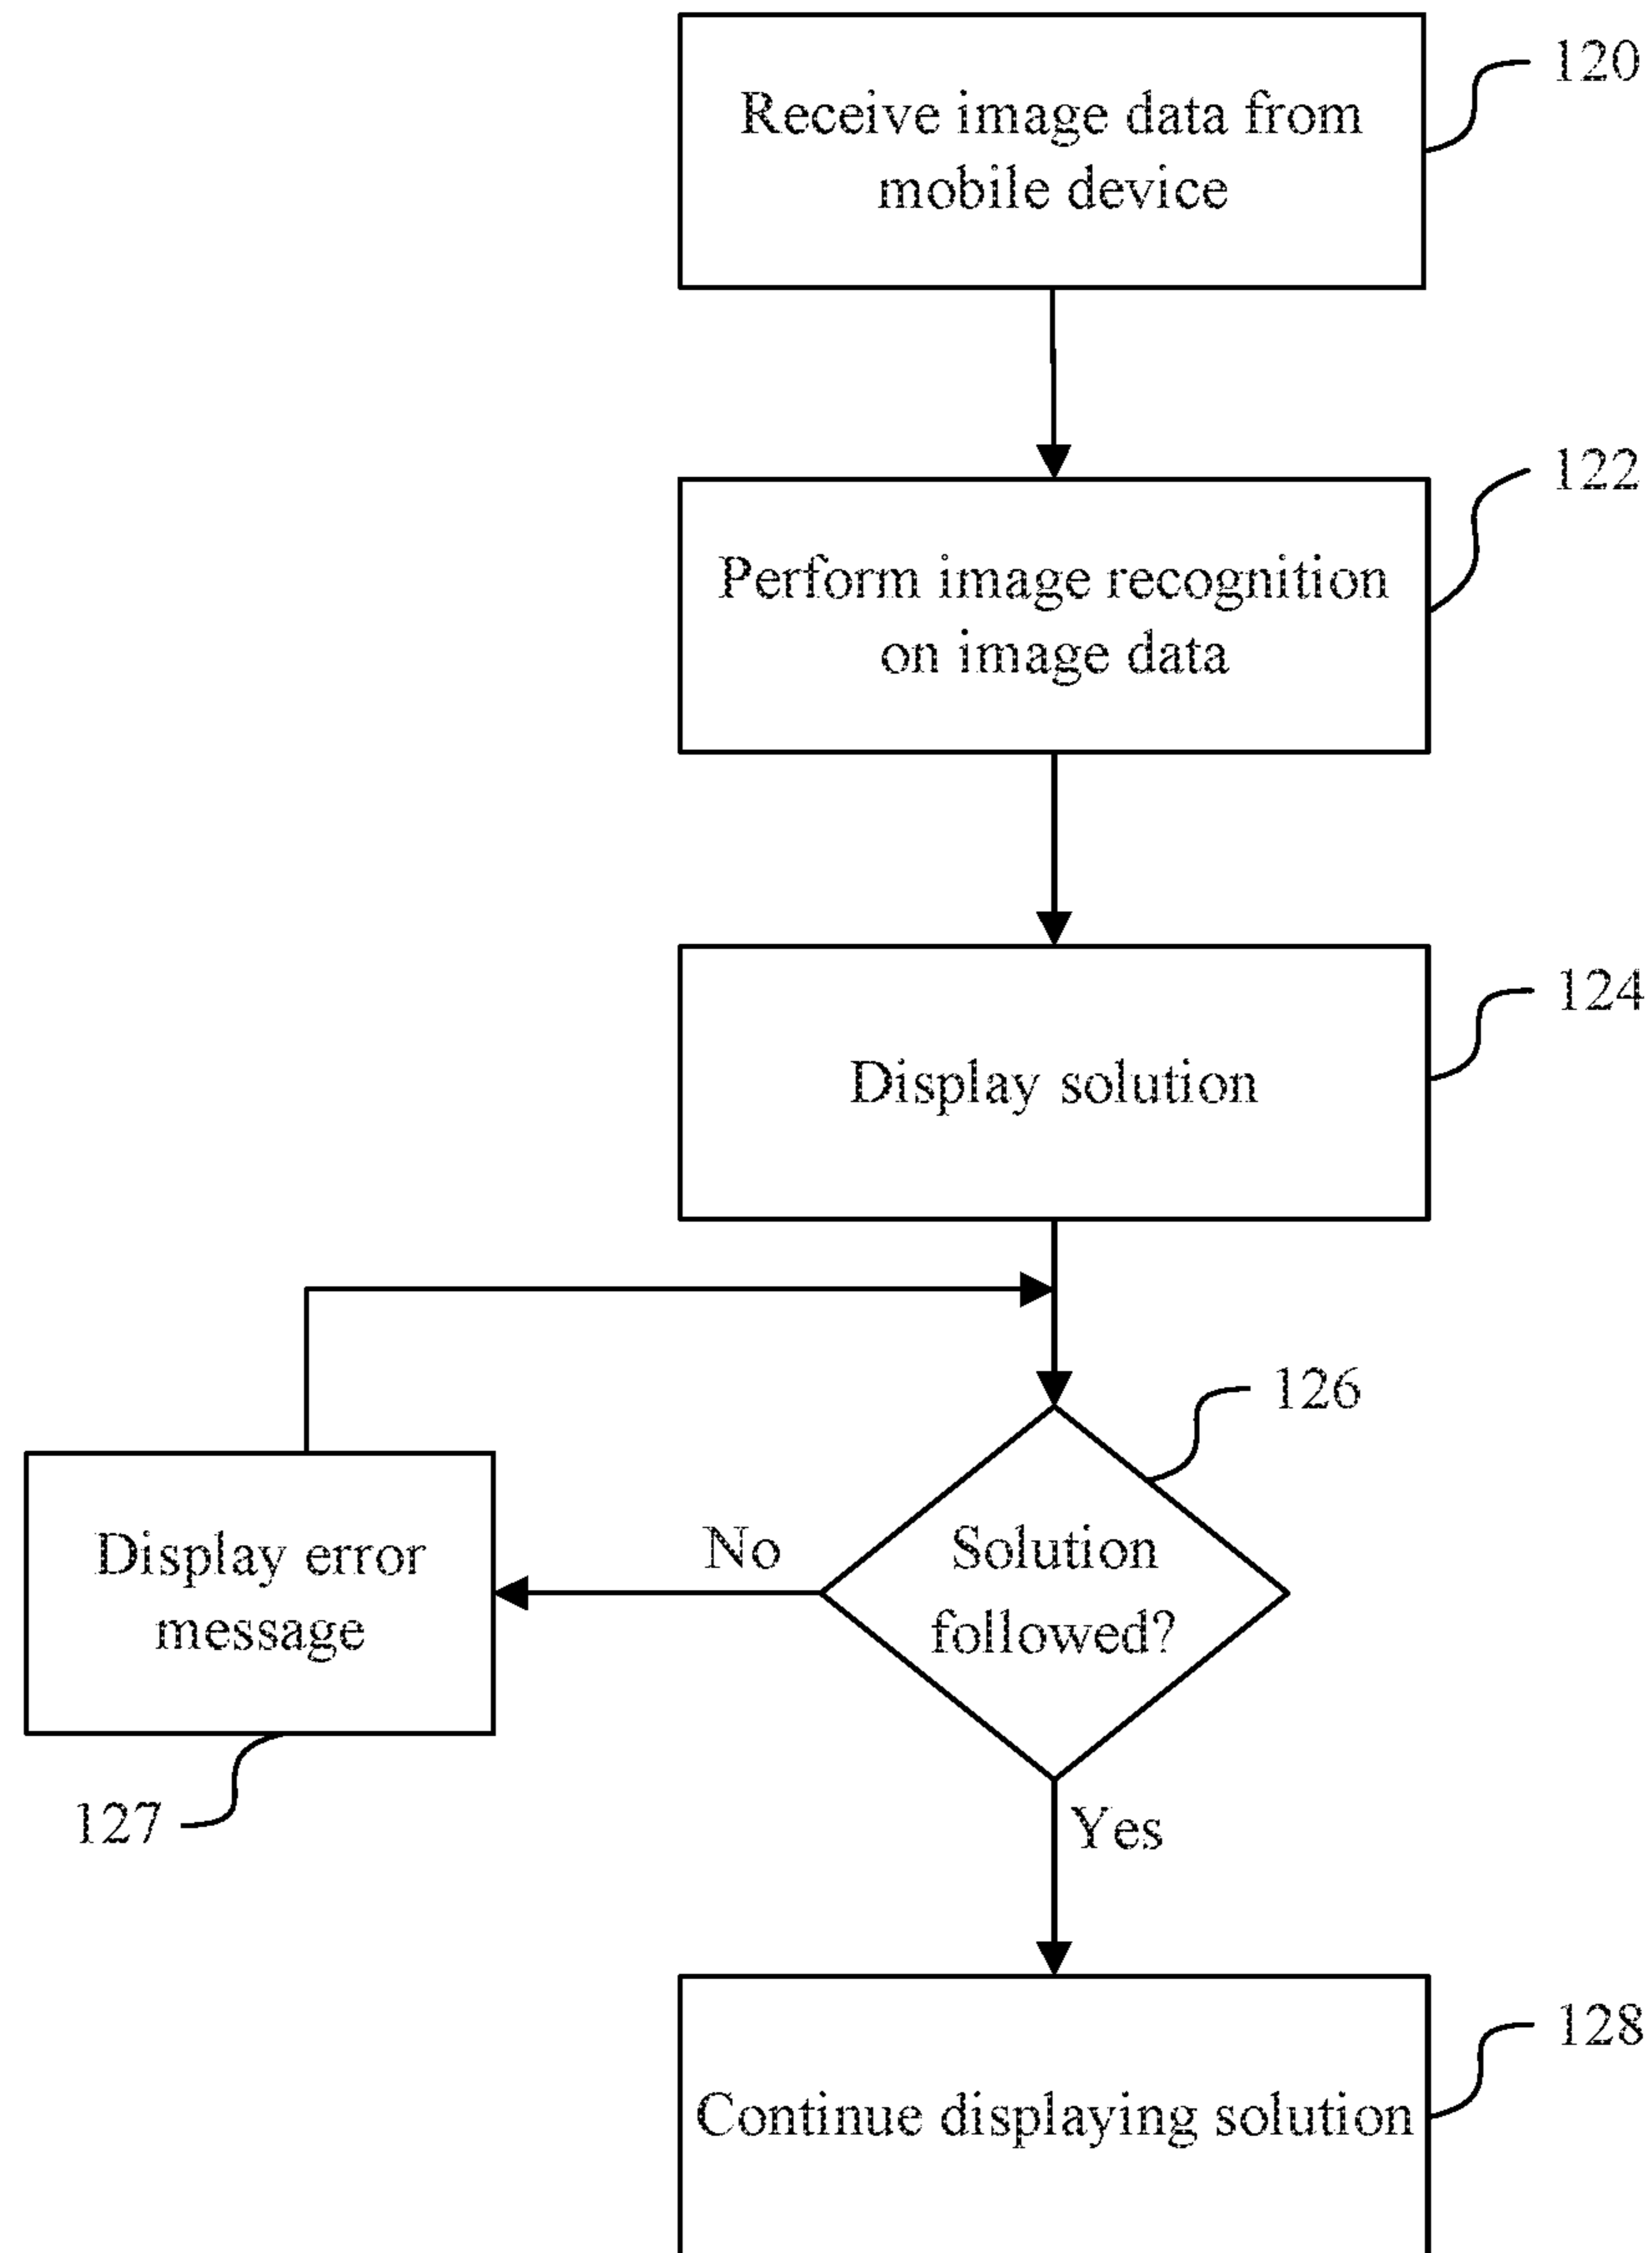 120
Receive image data from
mobile device
122
Perform image recognition
on image data
124
Display solution
126
Solution
followed?
No
Display error
message
127
Yes
128
Continue displaying solution